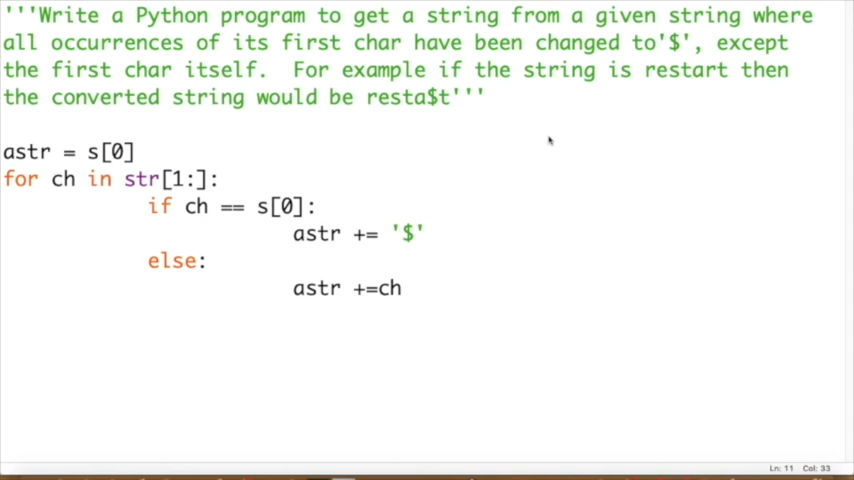 '''Write a Python program to get a string from a given string where
all occurrences of its first char have been changed to'$', except
the first char itself.  For example if the string is restart then
the converted string would be resta$t'''
astr = s[0]
for ch in str[1:]:
if ch == s[0]:
astr += '$'
else:
astr +=ch
Ln: 11 Col: 33